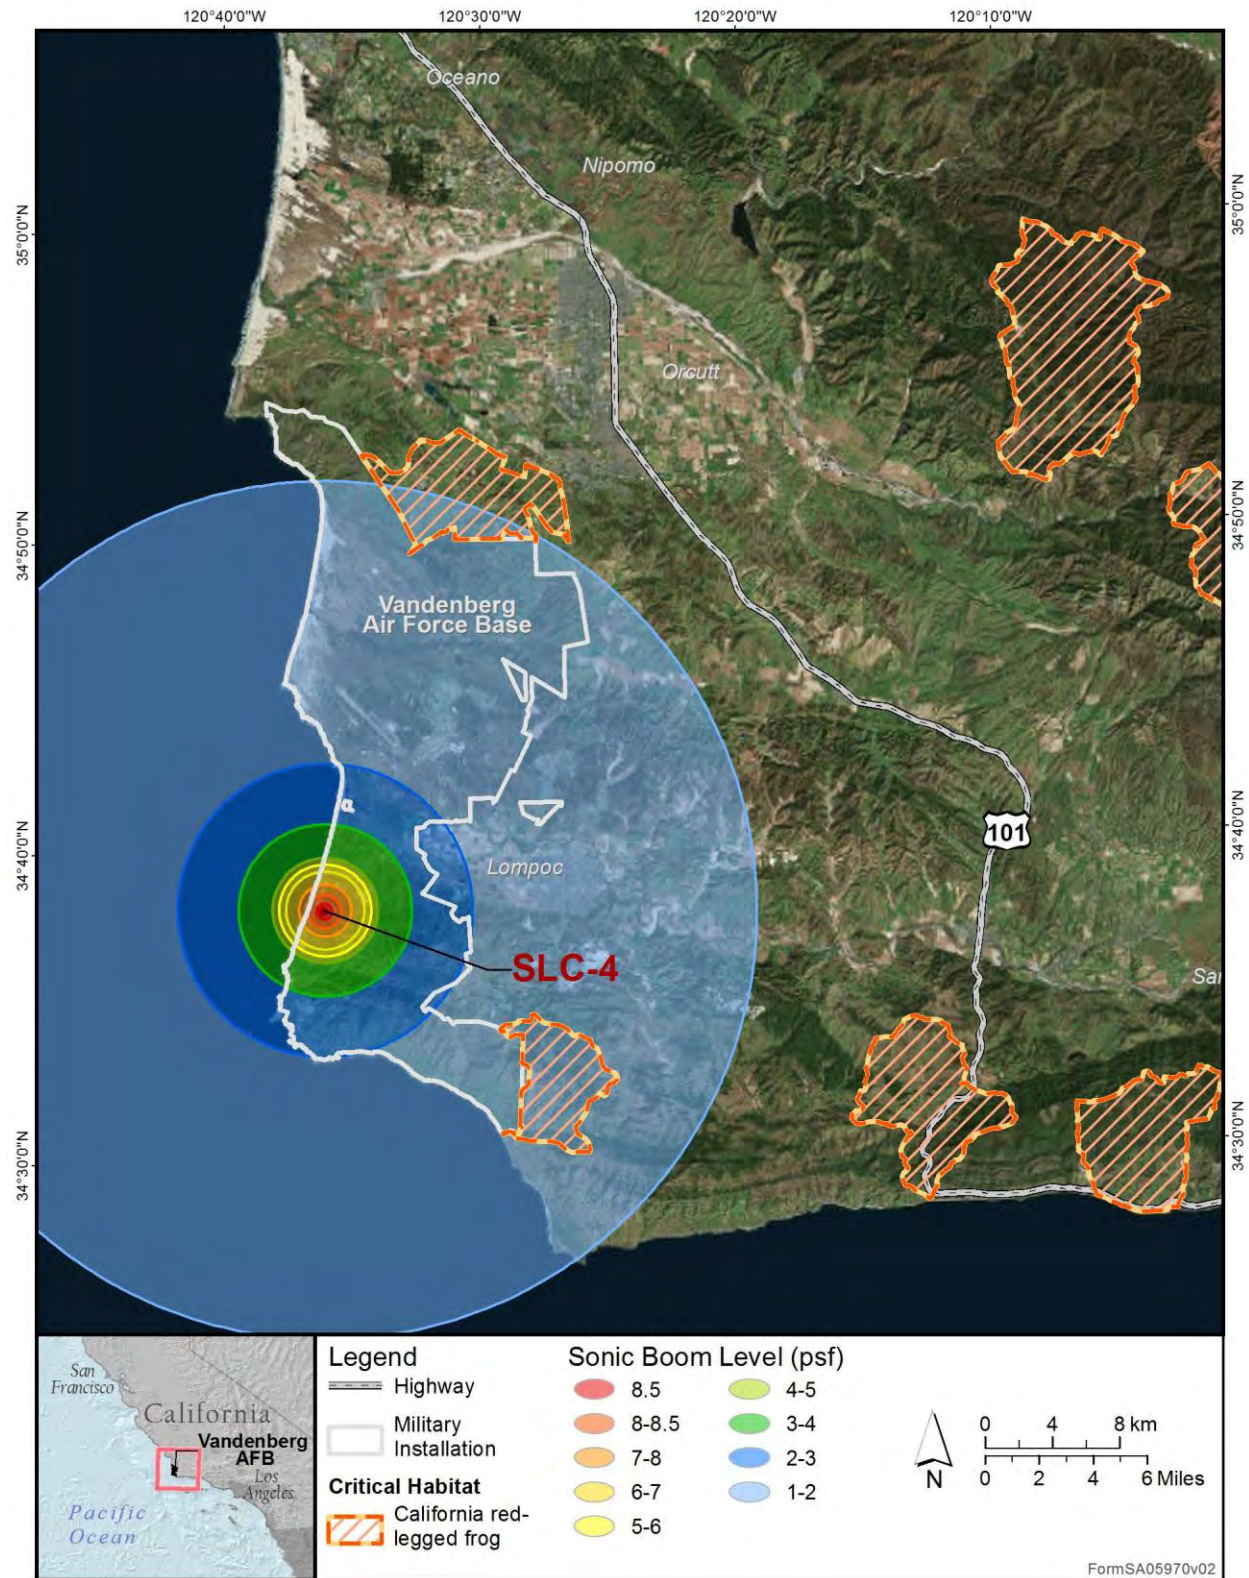 120°40'0"W
120°30'0"W
120°20'0"W
120°10'0"W
Oceano
Nipomo
35°0'0"N
35°0'0"N
Orcutt
34°50'0"N
34°50'0"N
Vandenberg
Air Force Base
34°40'0"N
34°40'0"N
101
Lompoc
SLC-4
San
34°30'0"N
34°30'0"N
San
Francisco
California
Vandenberg
AFB
Los
Angeles
Pacific
Ocean
Legend
Highway
Military
Installation
Critical Habitat
California red-
legged frog
Sonic Boom Level (psf)
8.5
8-8.5
7-8
6-7
5-6
4-5
3-4
2-3
1-2
N
0 4 8 km
0 2 4 6 Miles
FormSA05970v02